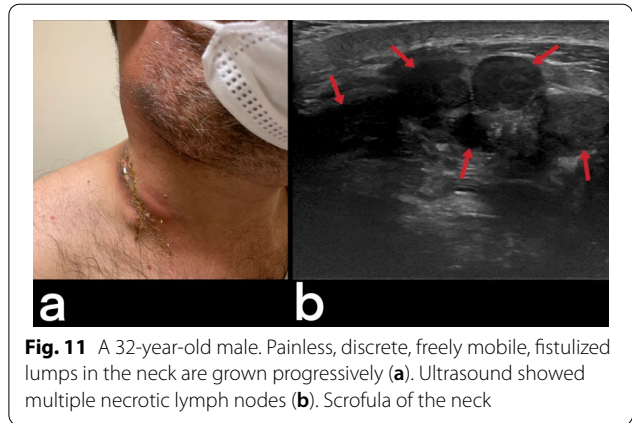 a
b
Fig. 11 A 32-year-old male. Painless, discrete, freely mobile, fistulized
lumps in the neck are grown progressively (a). Ultrasound showed
multiple necrotic lymph nodes (b). Scrofula of the neck